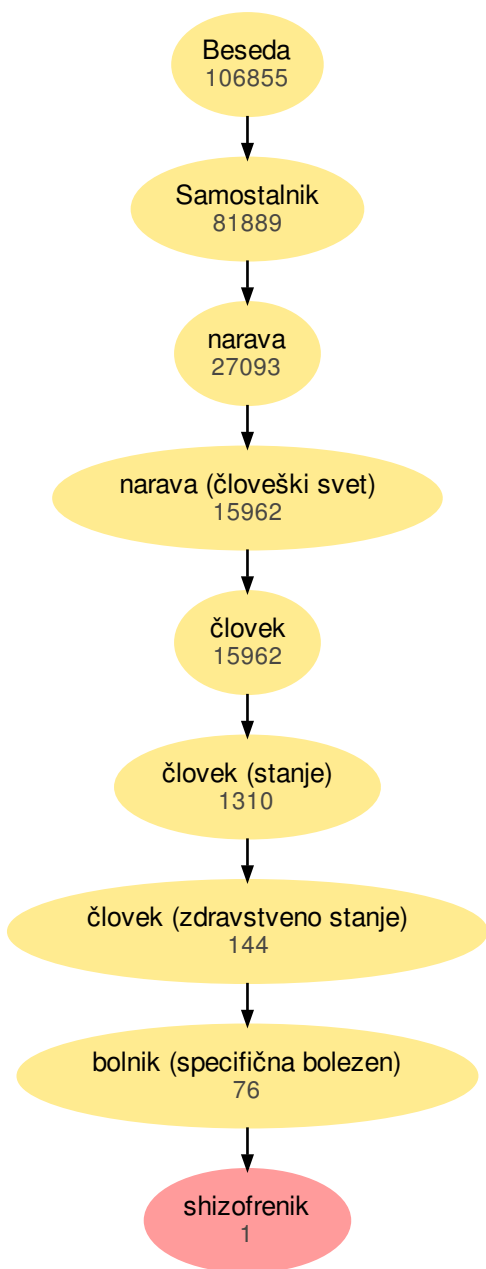 Beseda
106855
Samostalnik
81889
narava
27093
narava (človeški svet)
15962
človek
15962
človek (stanje)
1310
človek (zdravstveno stanje)
144
bolnik (specifična bolezen)
76
shizofrenik
1